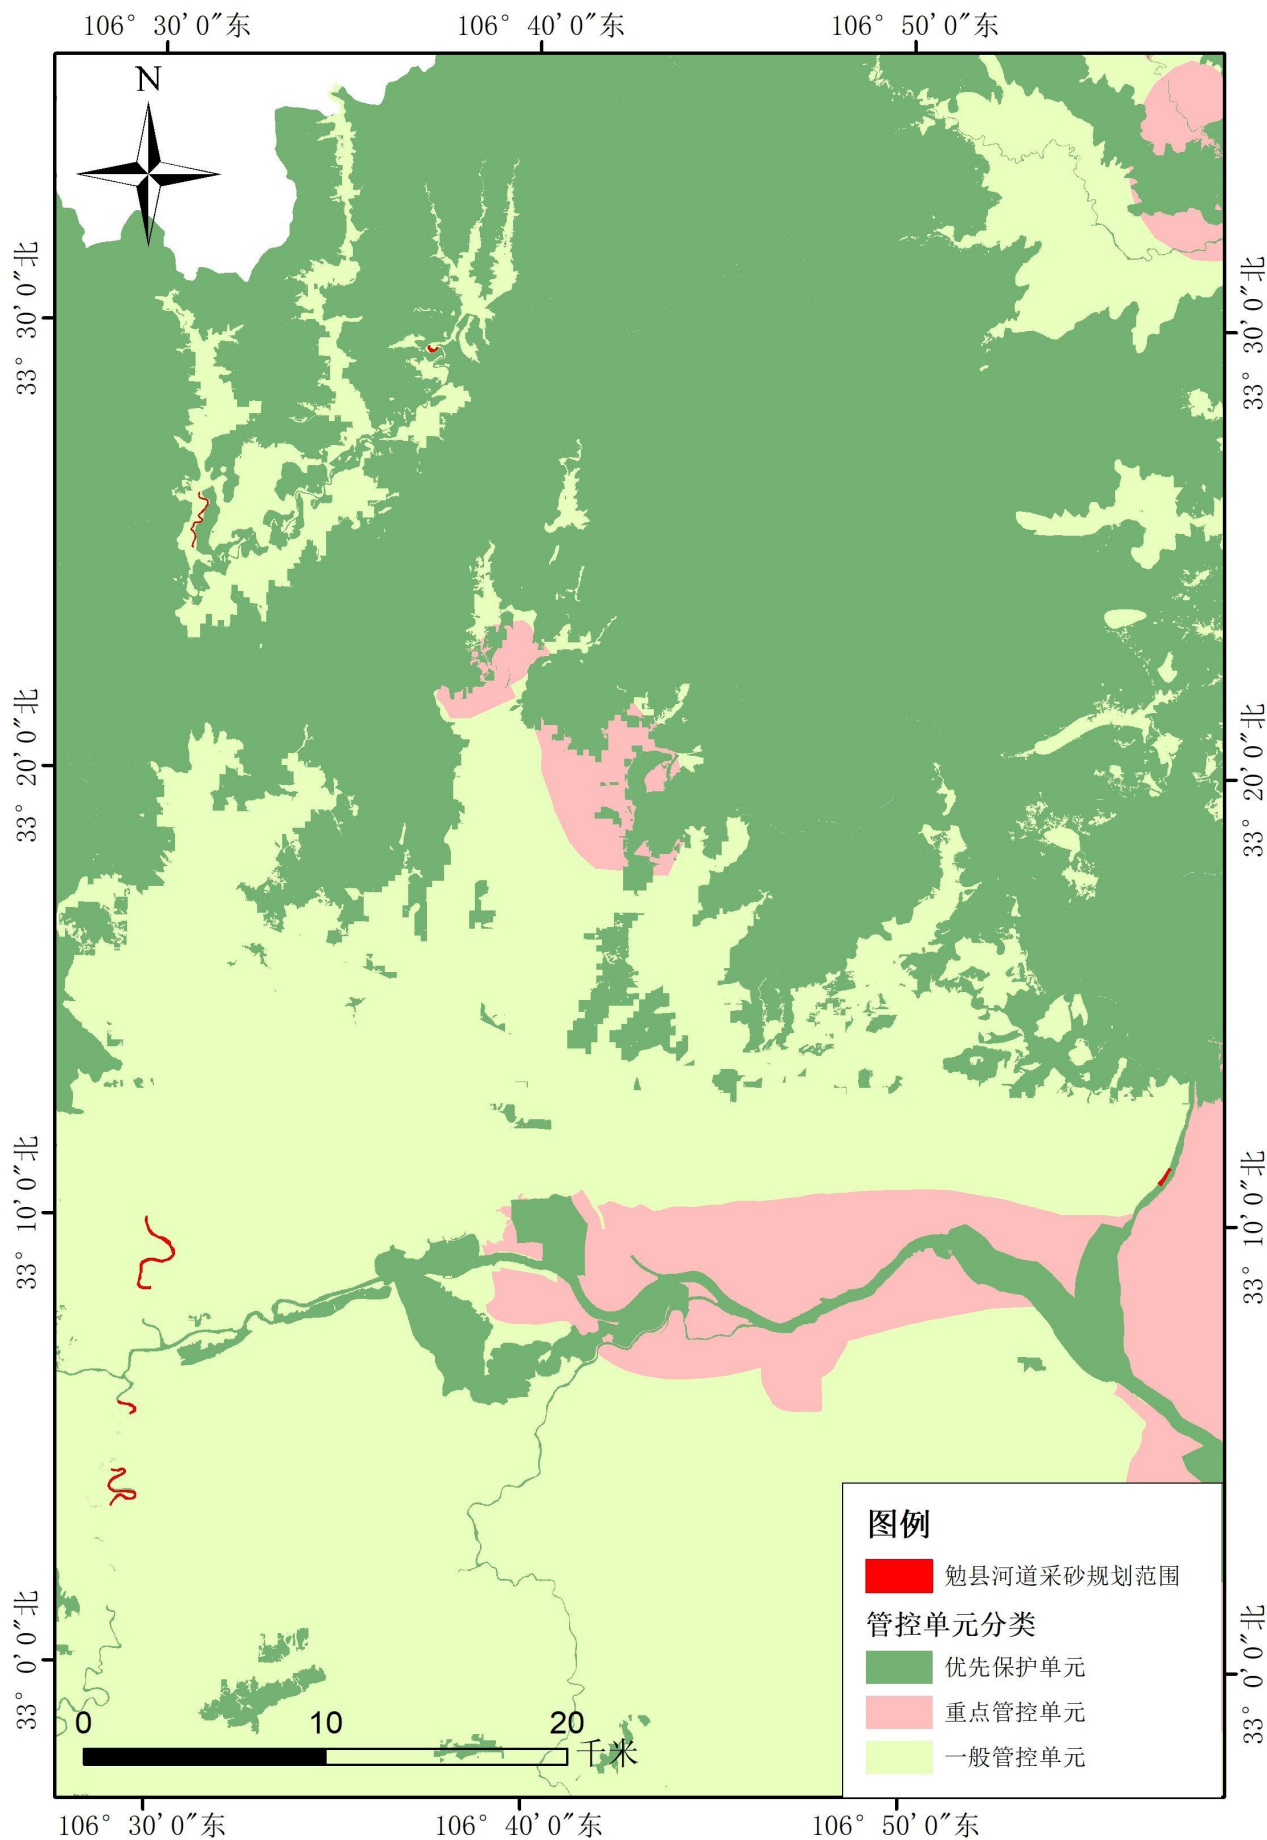 106° 30′ 0″东
106° 40′ 0″东
106° 50′ 0″东
N
33° 30′ 0″北
33° 30′ 0″北
33° 20′ 0″北
33° 20′ 0″北
33° 10′ 0″北
33° 10′ 0″北
33° 0′ 0″北
33° 0′ 0″北
图例
勉县河道采砂规划范围
管控单元分类
优先保护单元
重点管控单元
一般管控单元
0 10 20
千米
106° 30′ 0″东
106° 40′ 0″东
106° 50′ 0″东